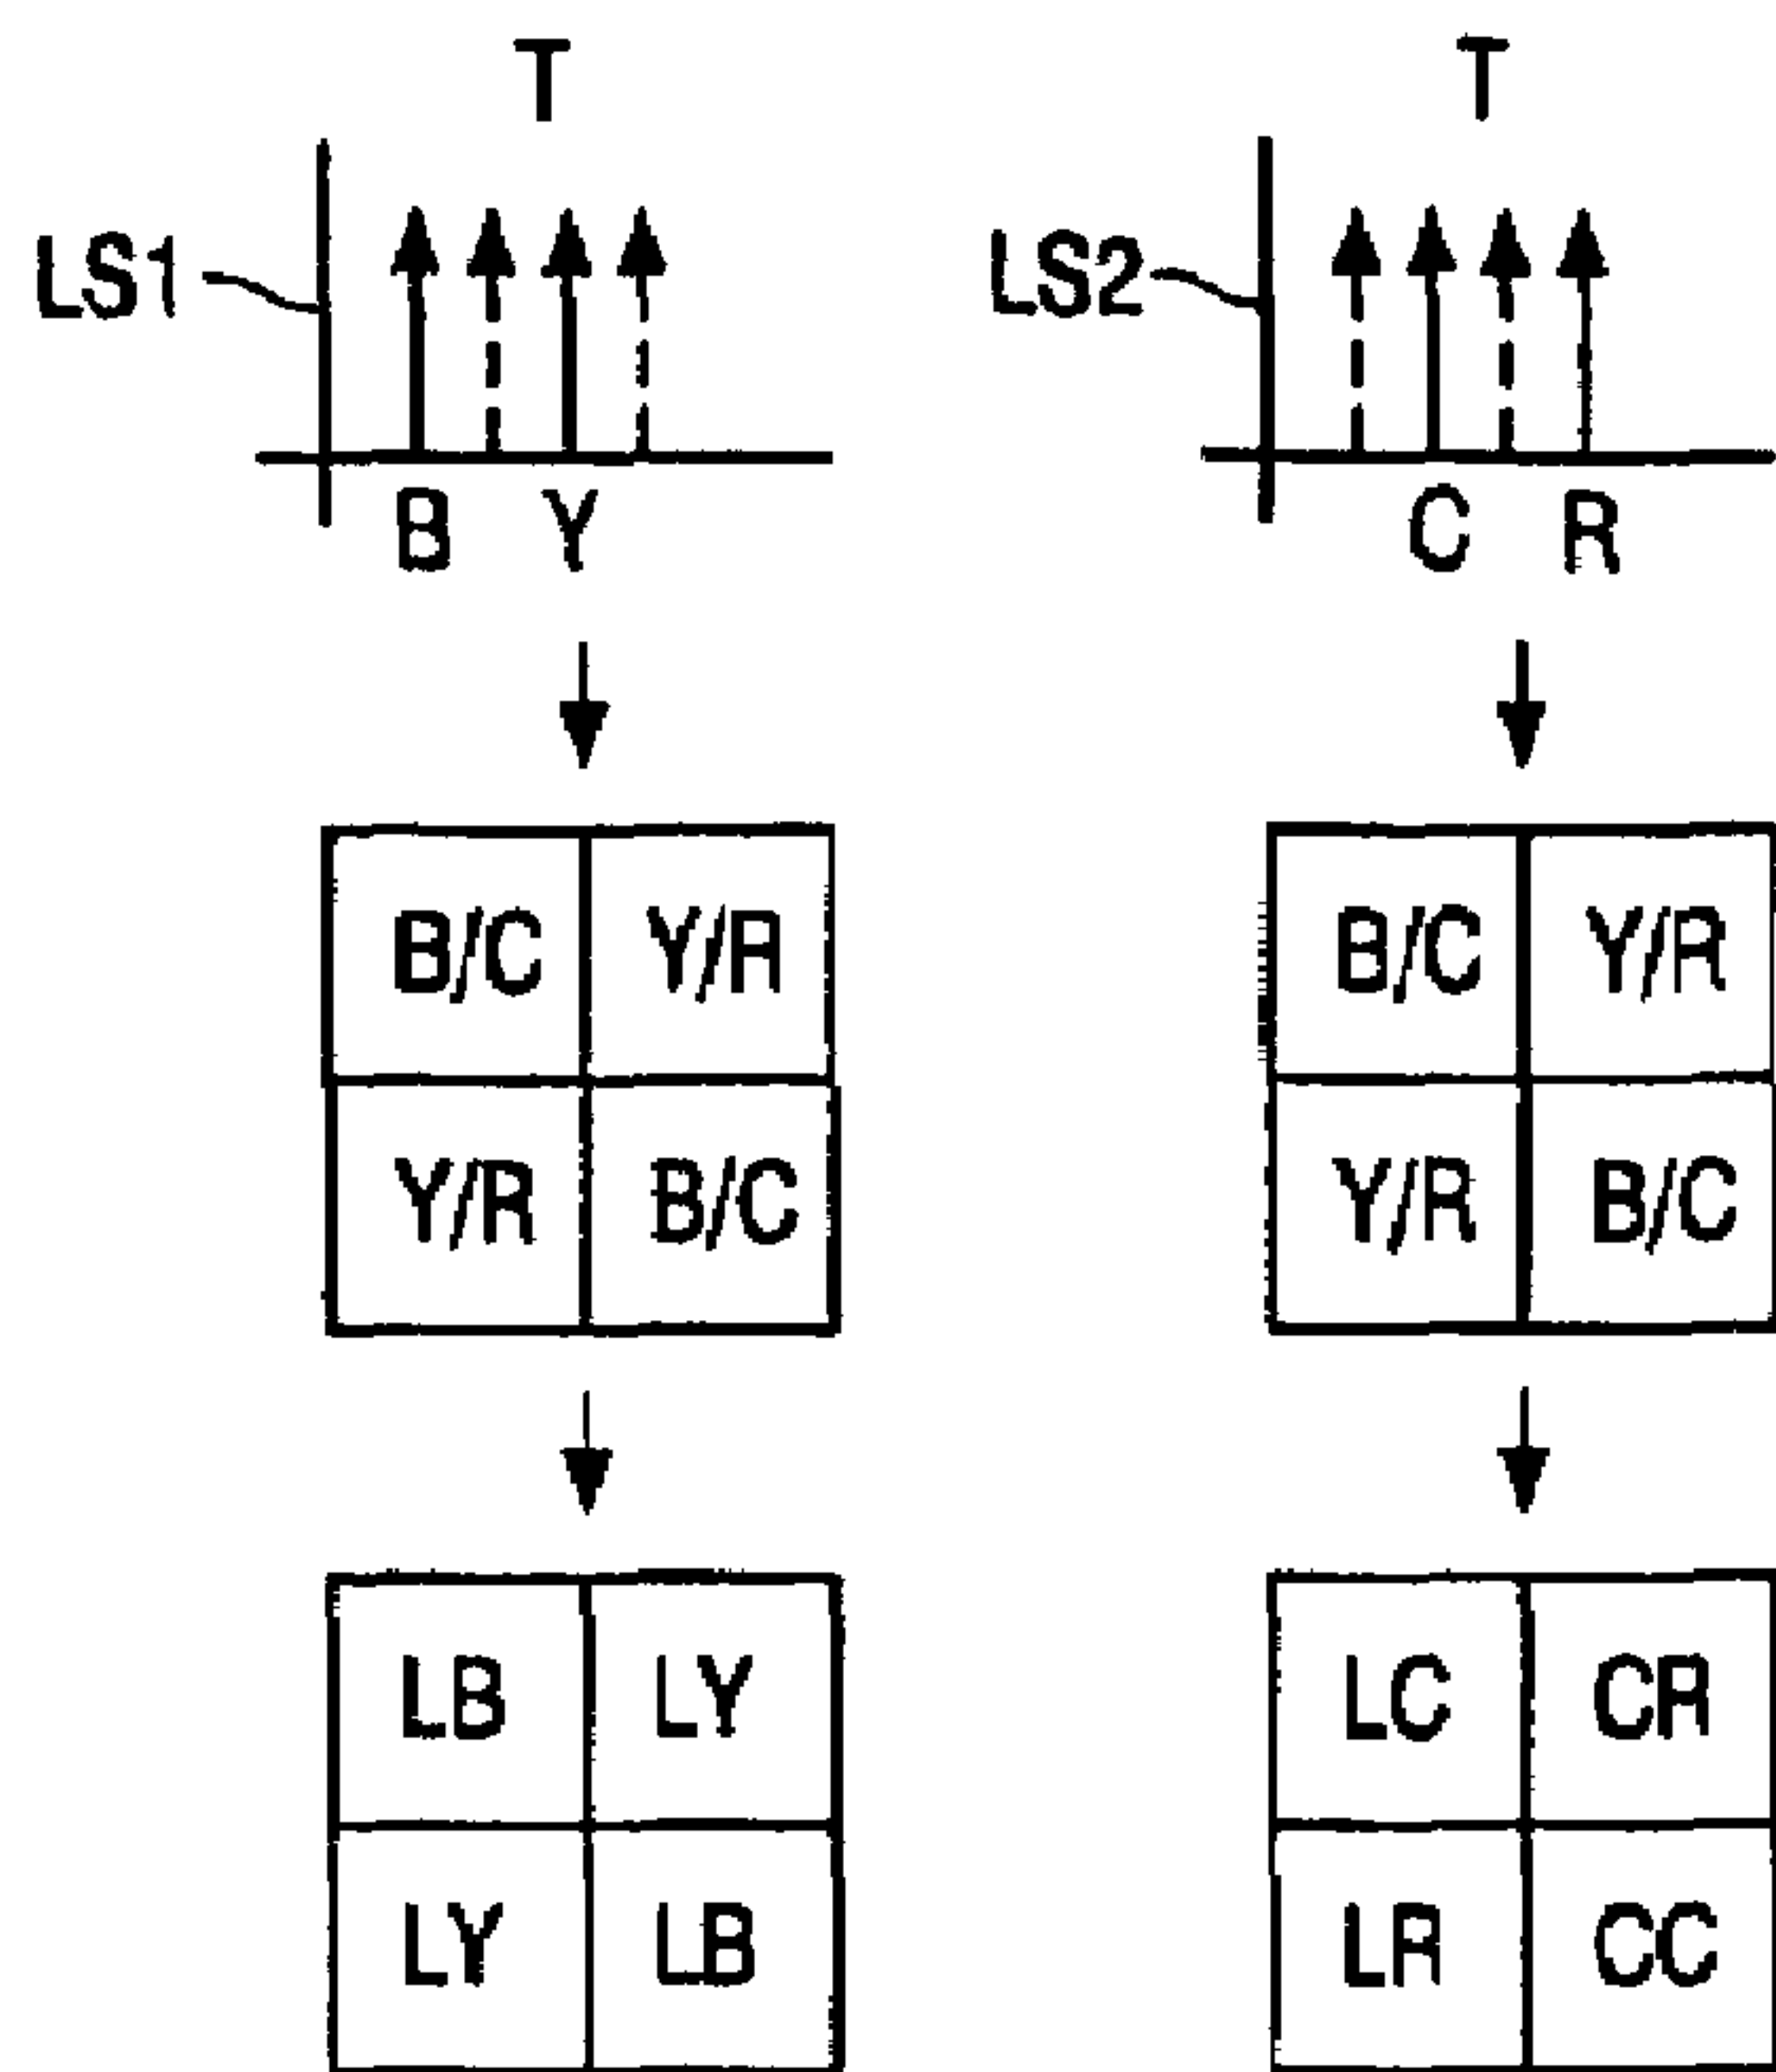 T T
LS1 LS2
B Y C R
B/C Y/R B/C Y/R
Y/R B/C Y/R B/C
LB LY LC CR
LY LB LR CC